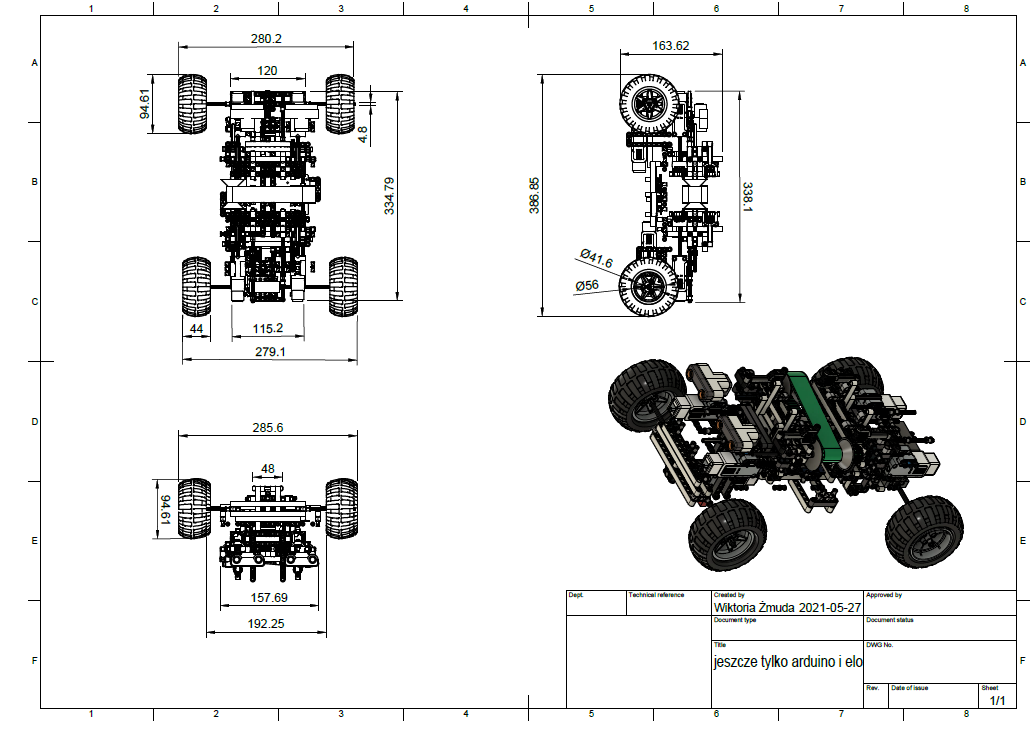 1 2 3 4 5 6 7 8
A A
B B
C C
D D
E E
F F
280.2
120
94.61
4.8
334.79
44
115.2
279.1
163.62
386.85
338.1
Ø41.6
Ø56
285.6
48
94.61
157.69
192.25
Dept.
Technical reference
Created by
Wiktoria Żmuda 2021-05-27
Approved by
Document type
Document status
Title
jeszcze tylko arduino i elo
DWG No.
Rev.
Date of issue
Sheet
1/1
1 2 3 4 5 6 7 8